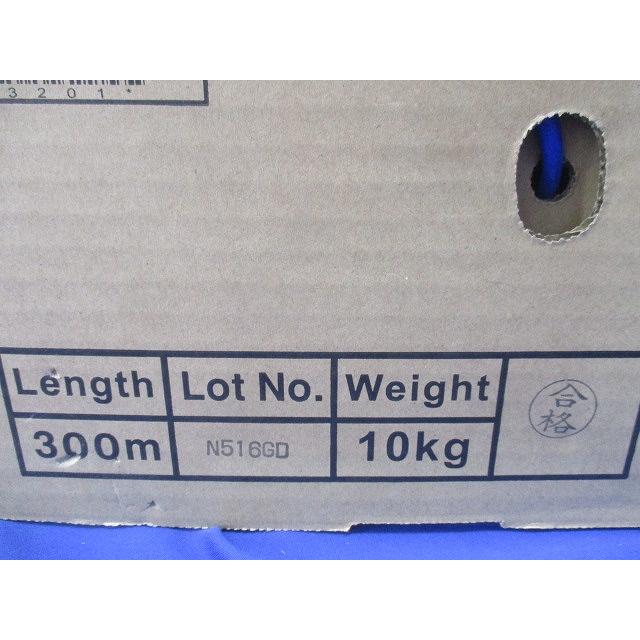 3201*
Length Lot No. Weight
300m N516GD 10kg
合格